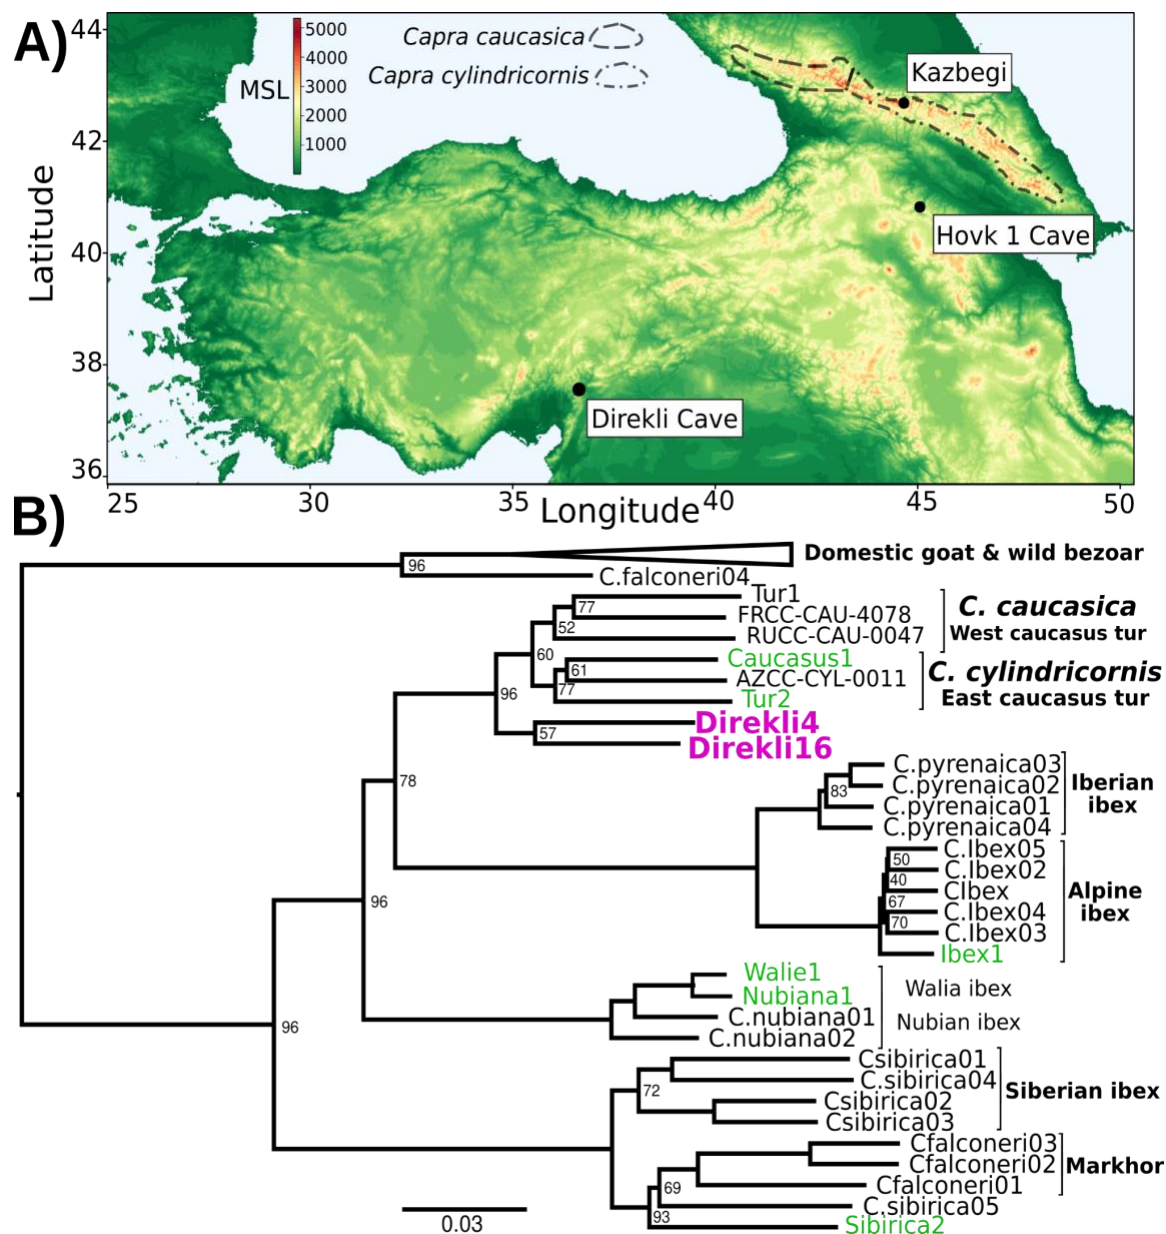 A)
44
42
40
38
36
Latitude
MSL
5000
4000
3000
2000
1000
Capra caucasica
Capra cylindricornis
Kazbegi
Hovk 1 Cave
Direkli Cave
25 30 35 40 45 50
Longitude
B)
96
Domestic goat & wild bezoar
C.falconeri04
Tur1
77
FRCC-CAU-4078
52
RUCC-CAU-0047
C. caucasica
West caucasus tur
60
Caucasus1
61
AZCC-CYL-0011
77
Tur2
C. cylindricornis
East caucasus tur
96
Direkli4
57
Direkli16
78
C.pyrenaica03
C.pyrenaica02
83
C.pyrenaica01
C.pyrenaica04
Iberian
ibex
C.Ibex05
50
C.Ibex02
40
CIbex
67
C.Ibex04
70
C.Ibex03
Ibex1
Alpine
ibex
96
Walie1
Nubiana1
C.nubiana01
C.nubiana02
Walia ibex
Nubian ibex
96
Csibirica01
C.sibirica04
72
Csibirica02
Csibirica03
Siberian ibex
Cfalconeri03
Cfalconeri02
69
Cfalconeri01
Markhor
C.sibirica05
93
Sibirica2
0.03